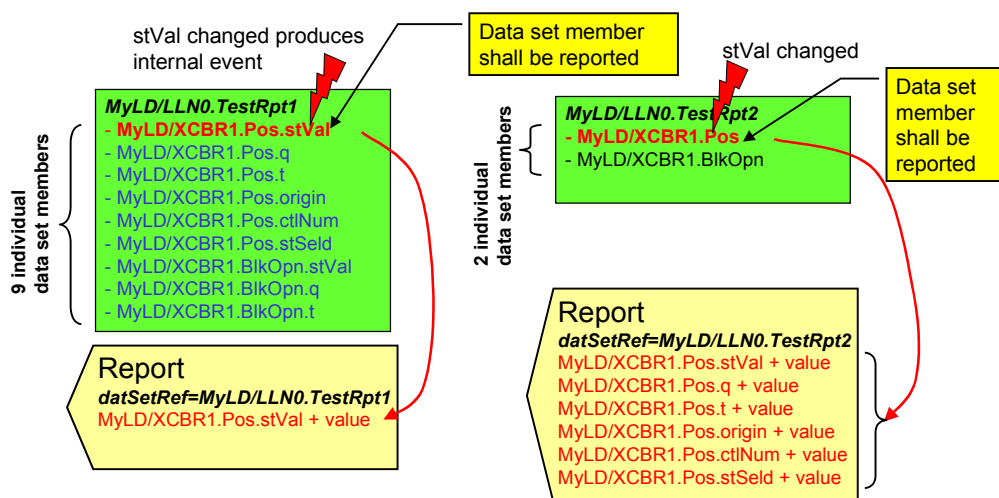 stVal changed produces
internal event
Data set member
shall be reported
MyLD/LLN0.TestRpt1
- MyLD/XCBR1.Pos.stVal
- MyLD/XCBR1.Pos.q
- MyLD/XCBR1.Pos.t
- MyLD/XCBR1.Pos.origin
- MyLD/XCBR1.Pos.ctlNum
- MyLD/XCBR1.Pos.stSeld
- MyLD/XCBR1.BlkOpn.stVal
- MyLD/XCBR1.BlkOpn.q
- MyLD/XCBR1.BlkOpn.t
9 individual
data set members
Report
datSetRef=MyLD/LLN0.TestRpt1
MyLD/XCBR1.Pos.stVal + value
stVal changed
Data set
member
shall be
reported
MyLD/LLN0.TestRpt2
- MyLD/XCBR1.Pos
- MyLD/XCBR1.BlkOpn
2 individual
data set members
Report
datSetRef=MyLD/LLN0.TestRpt2
MyLD/XCBR1.Pos.stVal + value
MyLD/XCBR1.Pos.q + value
MyLD/XCBR1.Pos.t + value
MyLD/XCBR1.Pos.origin + value
MyLD/XCBR1.Pos.ctlNum + value
MyLD/XCBR1.Pos.stSeld + value